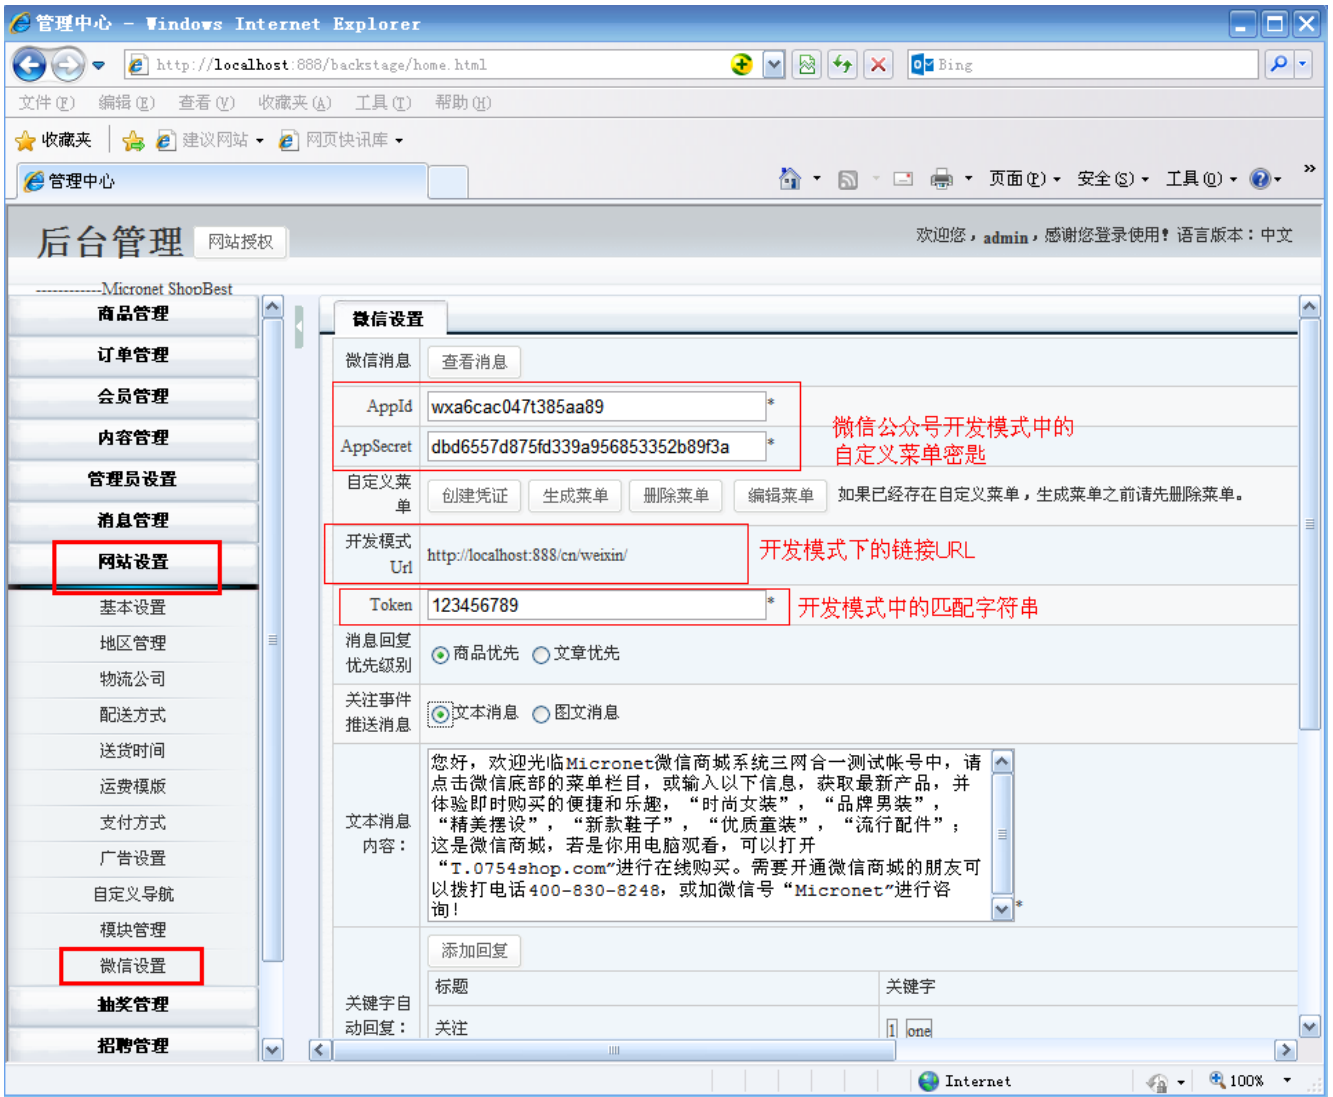 管理中心 - Windows Internet Explorer
http://localhost:888/backstage/home.html
Bing
文件(F) 编辑(E) 查看(V) 收藏夹(A) 工具(T) 帮助(H)
收藏夹 建议网站 网页快讯库
管理中心
页面(P) 安全(S) 工具(O)
后台管理 网站授权
欢迎您，admin，感谢您登录使用！语言版本：中文
------------Micronet ShopBest
商品管理
订单管理
会员管理
内容管理
管理员设置
消息管理
网站设置
基本设置
地区管理
物流公司
配送方式
送货时间
运费模版
支付方式
广告设置
自定义导航
模块管理
微信设置
抽奖管理
招聘管理
微信设置
微信消息 查看消息
AppId wxa6cac047t385aa89 *
AppSecret dbd6557d875fd339a956853352b89f3a *
微信公众号开发模式中的
自定义菜单密匙
自定义菜
单
创建凭证 生成菜单 删除菜单 编辑菜单 如果已经存在自定义菜单，生成菜单之前请先删除菜单。
开发模式
Url
http://localhost:888/cn/weixin/
开发模式下的链接URL
Token 123456789 *
开发模式中的匹配字符串
消息回复
优先级别
商品优先 文章优先
关注事件
推送消息
文本消息 图文消息
文本消息
内容：
您好，欢迎光临Micronet微信商城系统三网合一测试帐号中，请
点击微信底部的菜单栏目，或输入以下信息，获取最新产品，并
体验即时购买的便捷和乐趣，“时尚女装”，“品牌男装”，
“精美摆设”，“新款鞋子”，“优质童装”，“流行配件”；
这是微信商城，若是你用电脑观看，可以打开
“T.0754shop.com”进行在线购买。需要开通微信商城的朋友可
以拨打电话400-830-8248，或加微信号“Micronet”进行咨
询！
*
关键字自
动回复：
添加回复
标题 关键字
关注 1 one
Internet 100%